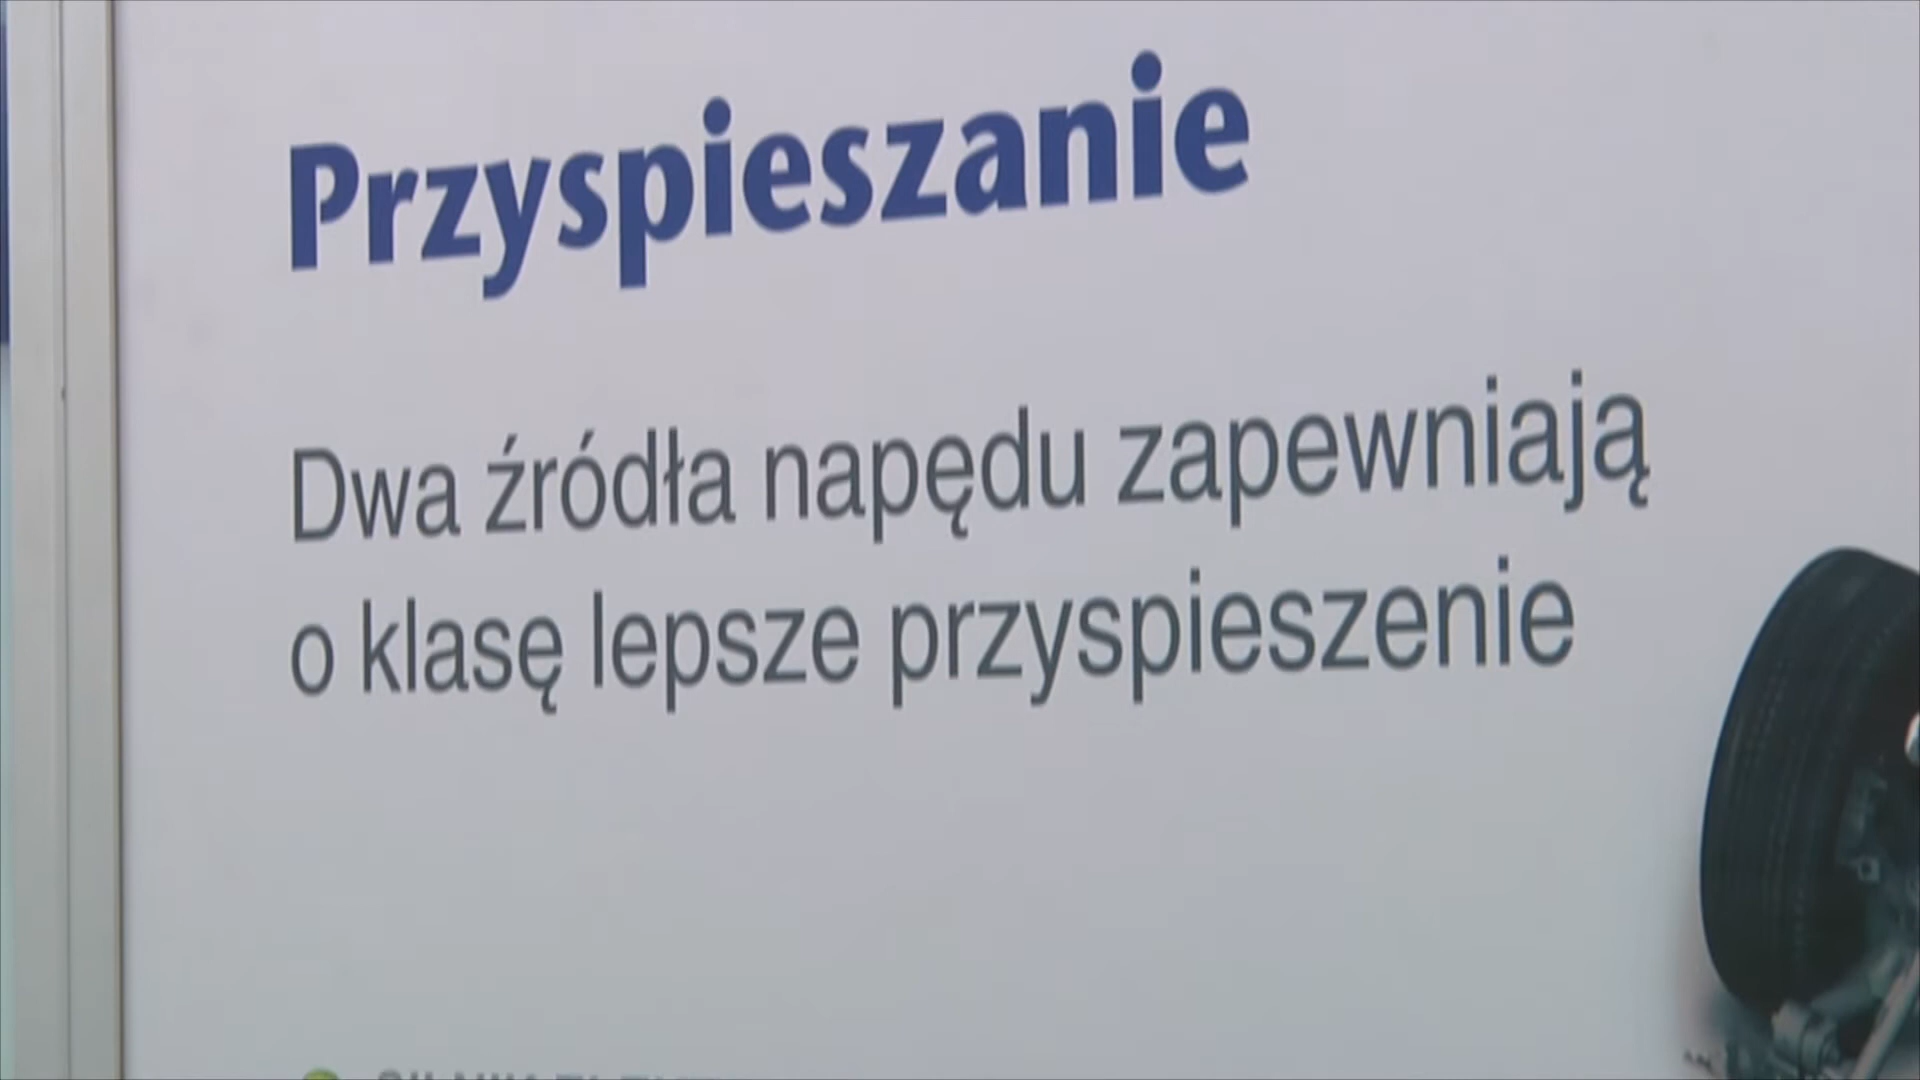 Przyspieszanie
Dwa źródła napędu zapewniają
o klasę lepsze przyspieszenie